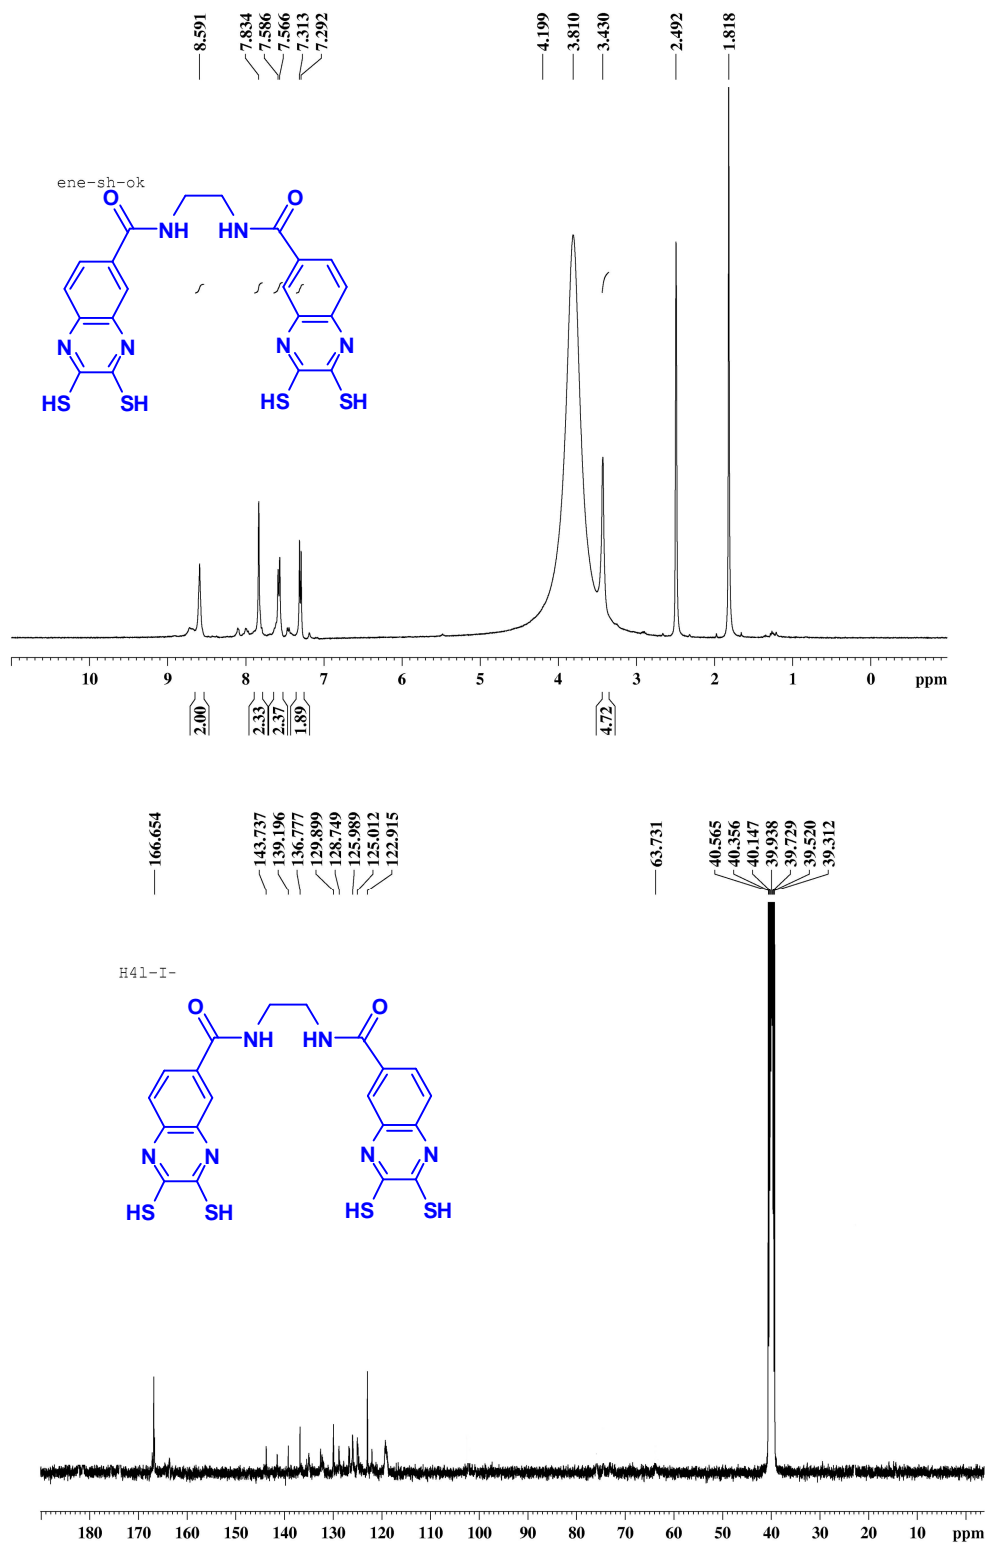 8.591
7.834
7.586
7.566
7.313
7.292
4.199
3.810
3.430
2.492
1.818
ene-sh-ok
O
O
NH
HN
N
N
N
N
HS
SH
HS
SH
10 9 8 7 6 5 4 3 2 1 0 ppm
2.00
2.33
2.37
1.89
4.72
166.654
143.737
139.196
136.777
129.899
128.749
125.989
125.012
122.915
63.731
40.565
40.356
40.147
39.938
39.729
39.520
39.312
H4l-I-
O
O
NH
HN
N
N
N
N
HS
SH
HS
SH
180 170 160 150 140 130 120 110 100 90 80 70 60 50 40 30 20 10 ppm